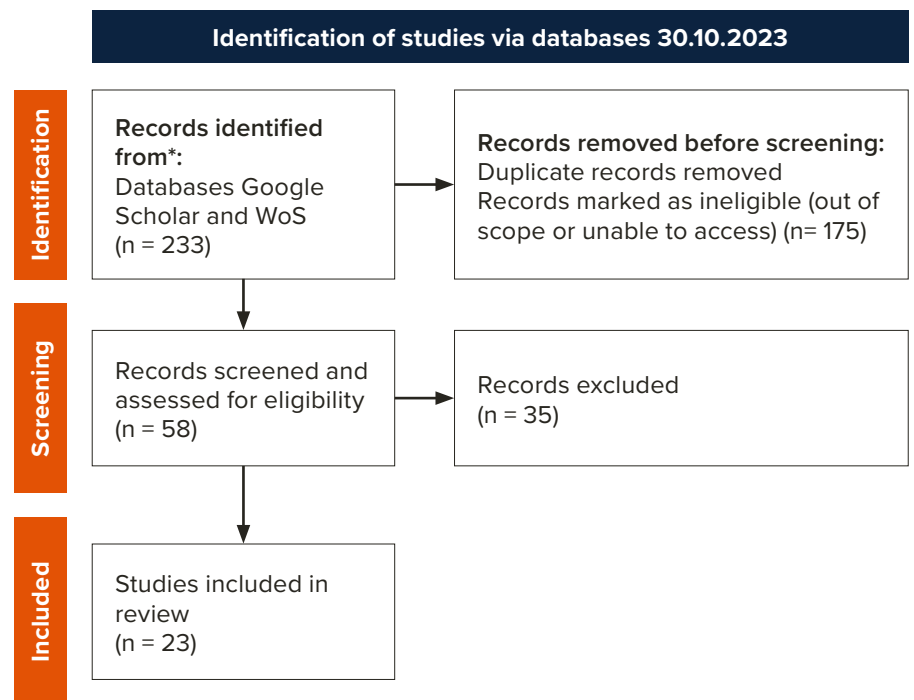 Identification of studies via databases 30.10.2023
Identification
Records identified
from*:
Databases Google
Scholar and WoS
(n = 233)
Records removed before screening:
Duplicate records removed
Records marked as ineligible (out of
scope or unable to access) (n= 175)
Screening
Records screened and
assessed for eligibility
(n = 58)
Records excluded
(n = 35)
Included
Studies included in
review
(n = 23)